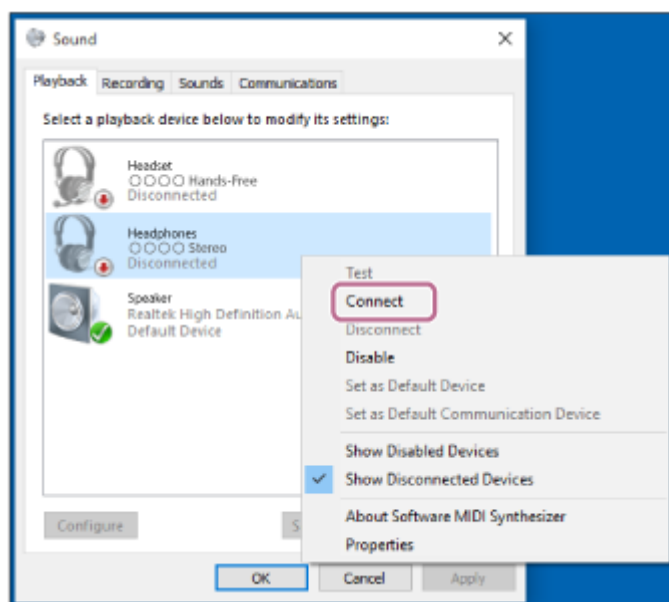 Sound
Playback Recording Sounds Communications
Select a playback device below to modify its settings:
Headset
○○○○ Hands-Free
Disconnected
Headphones
○○○○ Stereo
Disconnected
Speaker
Realtek High Definition Au
Default Device
Test
Connect
Disconnect
Disable
Set as Default Device
Set as Default Communication Device
Show Disabled Devices
Show Disconnected Devices
About Software MIDI Synthesizer
Properties
Configure S
OK Cancel Apply